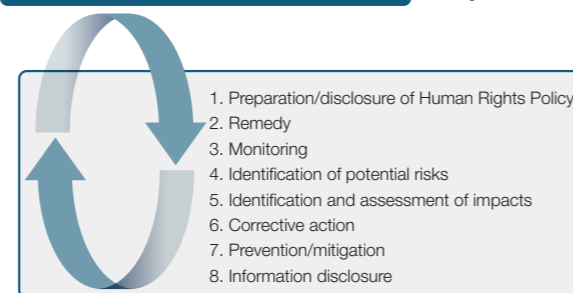 1. Preparation/disclosure of Human Rights Policy
2. Remedy
3. Monitoring
4. Identification of potential risks
5. Identification and assessment of impacts
6. Corrective action
7. Prevention/mitigation
8. Information disclosure